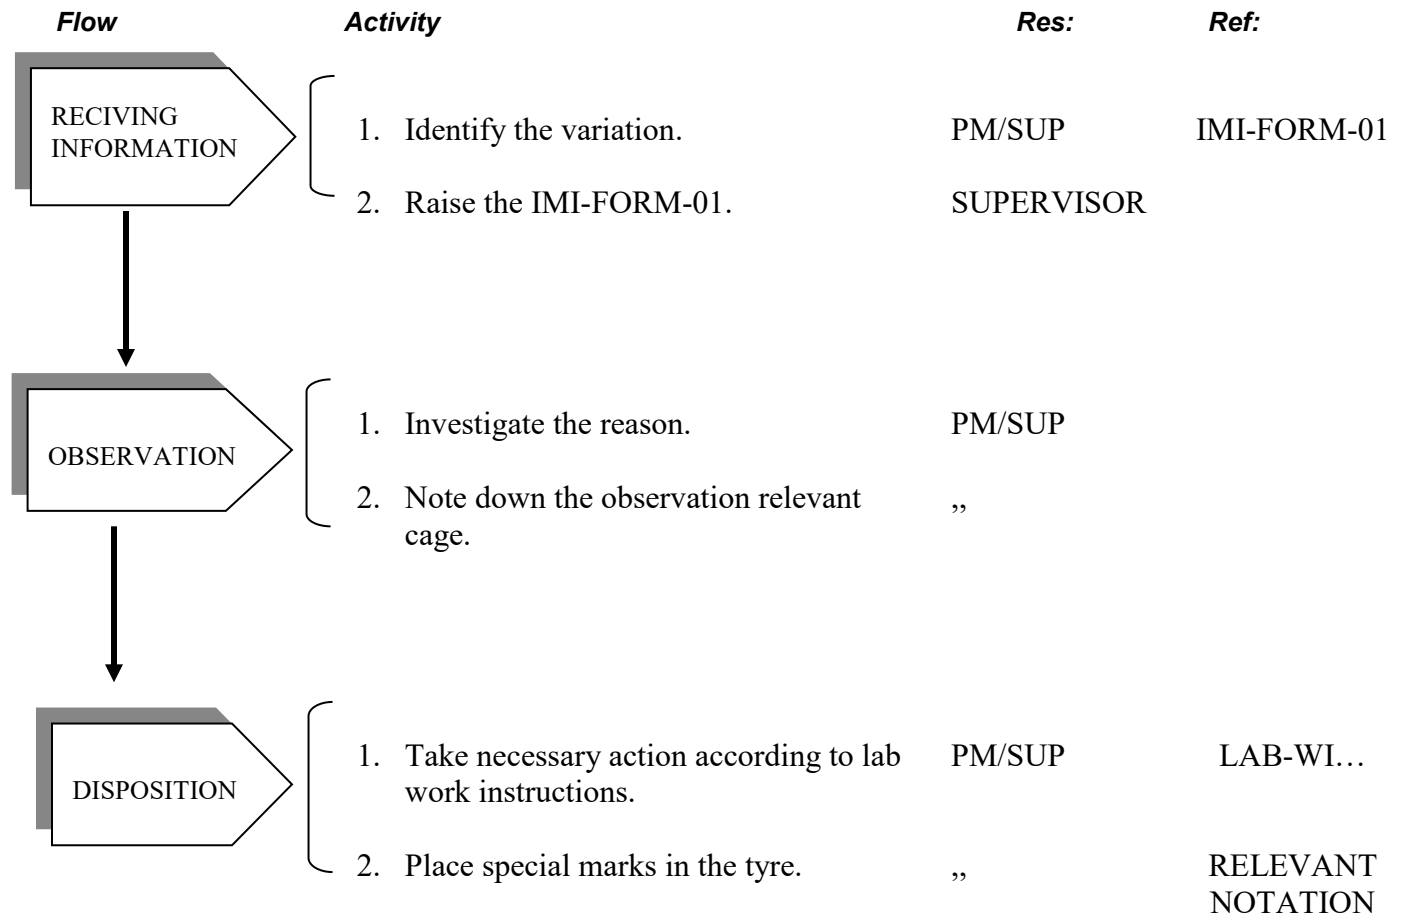 Flow Activity Res: Ref:
RECIVING
INFORMATION
1. Identify the variation. PM/SUP IMI-FORM-01
2. Raise the IMI-FORM-01. SUPERVISOR
OBSERVATION
1. Investigate the reason. PM/SUP
2. Note down the observation relevant ,,
cage.
DISPOSITION
1. Take necessary action according to lab PM/SUP LAB-WI…
work instructions.
2. Place special marks in the tyre. ,, RELEVANT
NOTATION